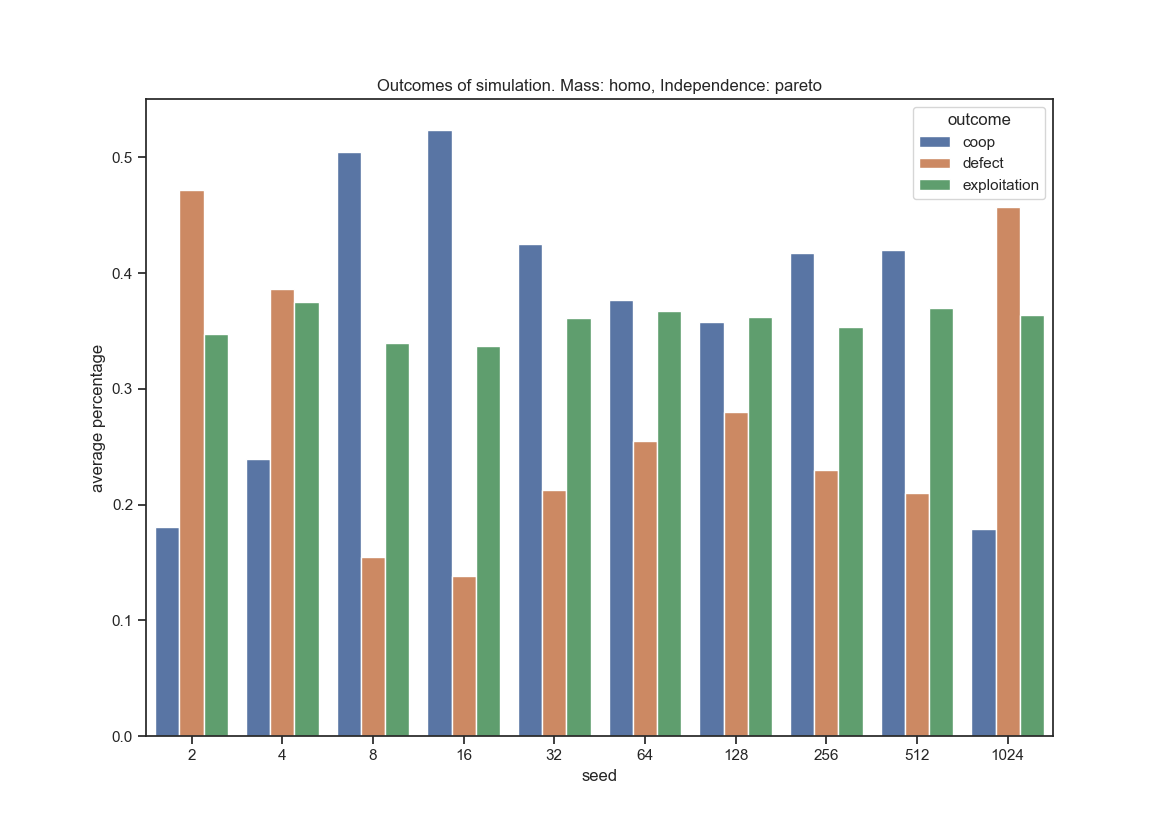 Outcomes of simulation. Mass: homo, Independence: pareto
outcome
coop
defect
exploitation
average percentage
0.5
0.4
0.3
0.2
0.1
0.0
2 4 8 16 32 64 128 256 512 1024
seed